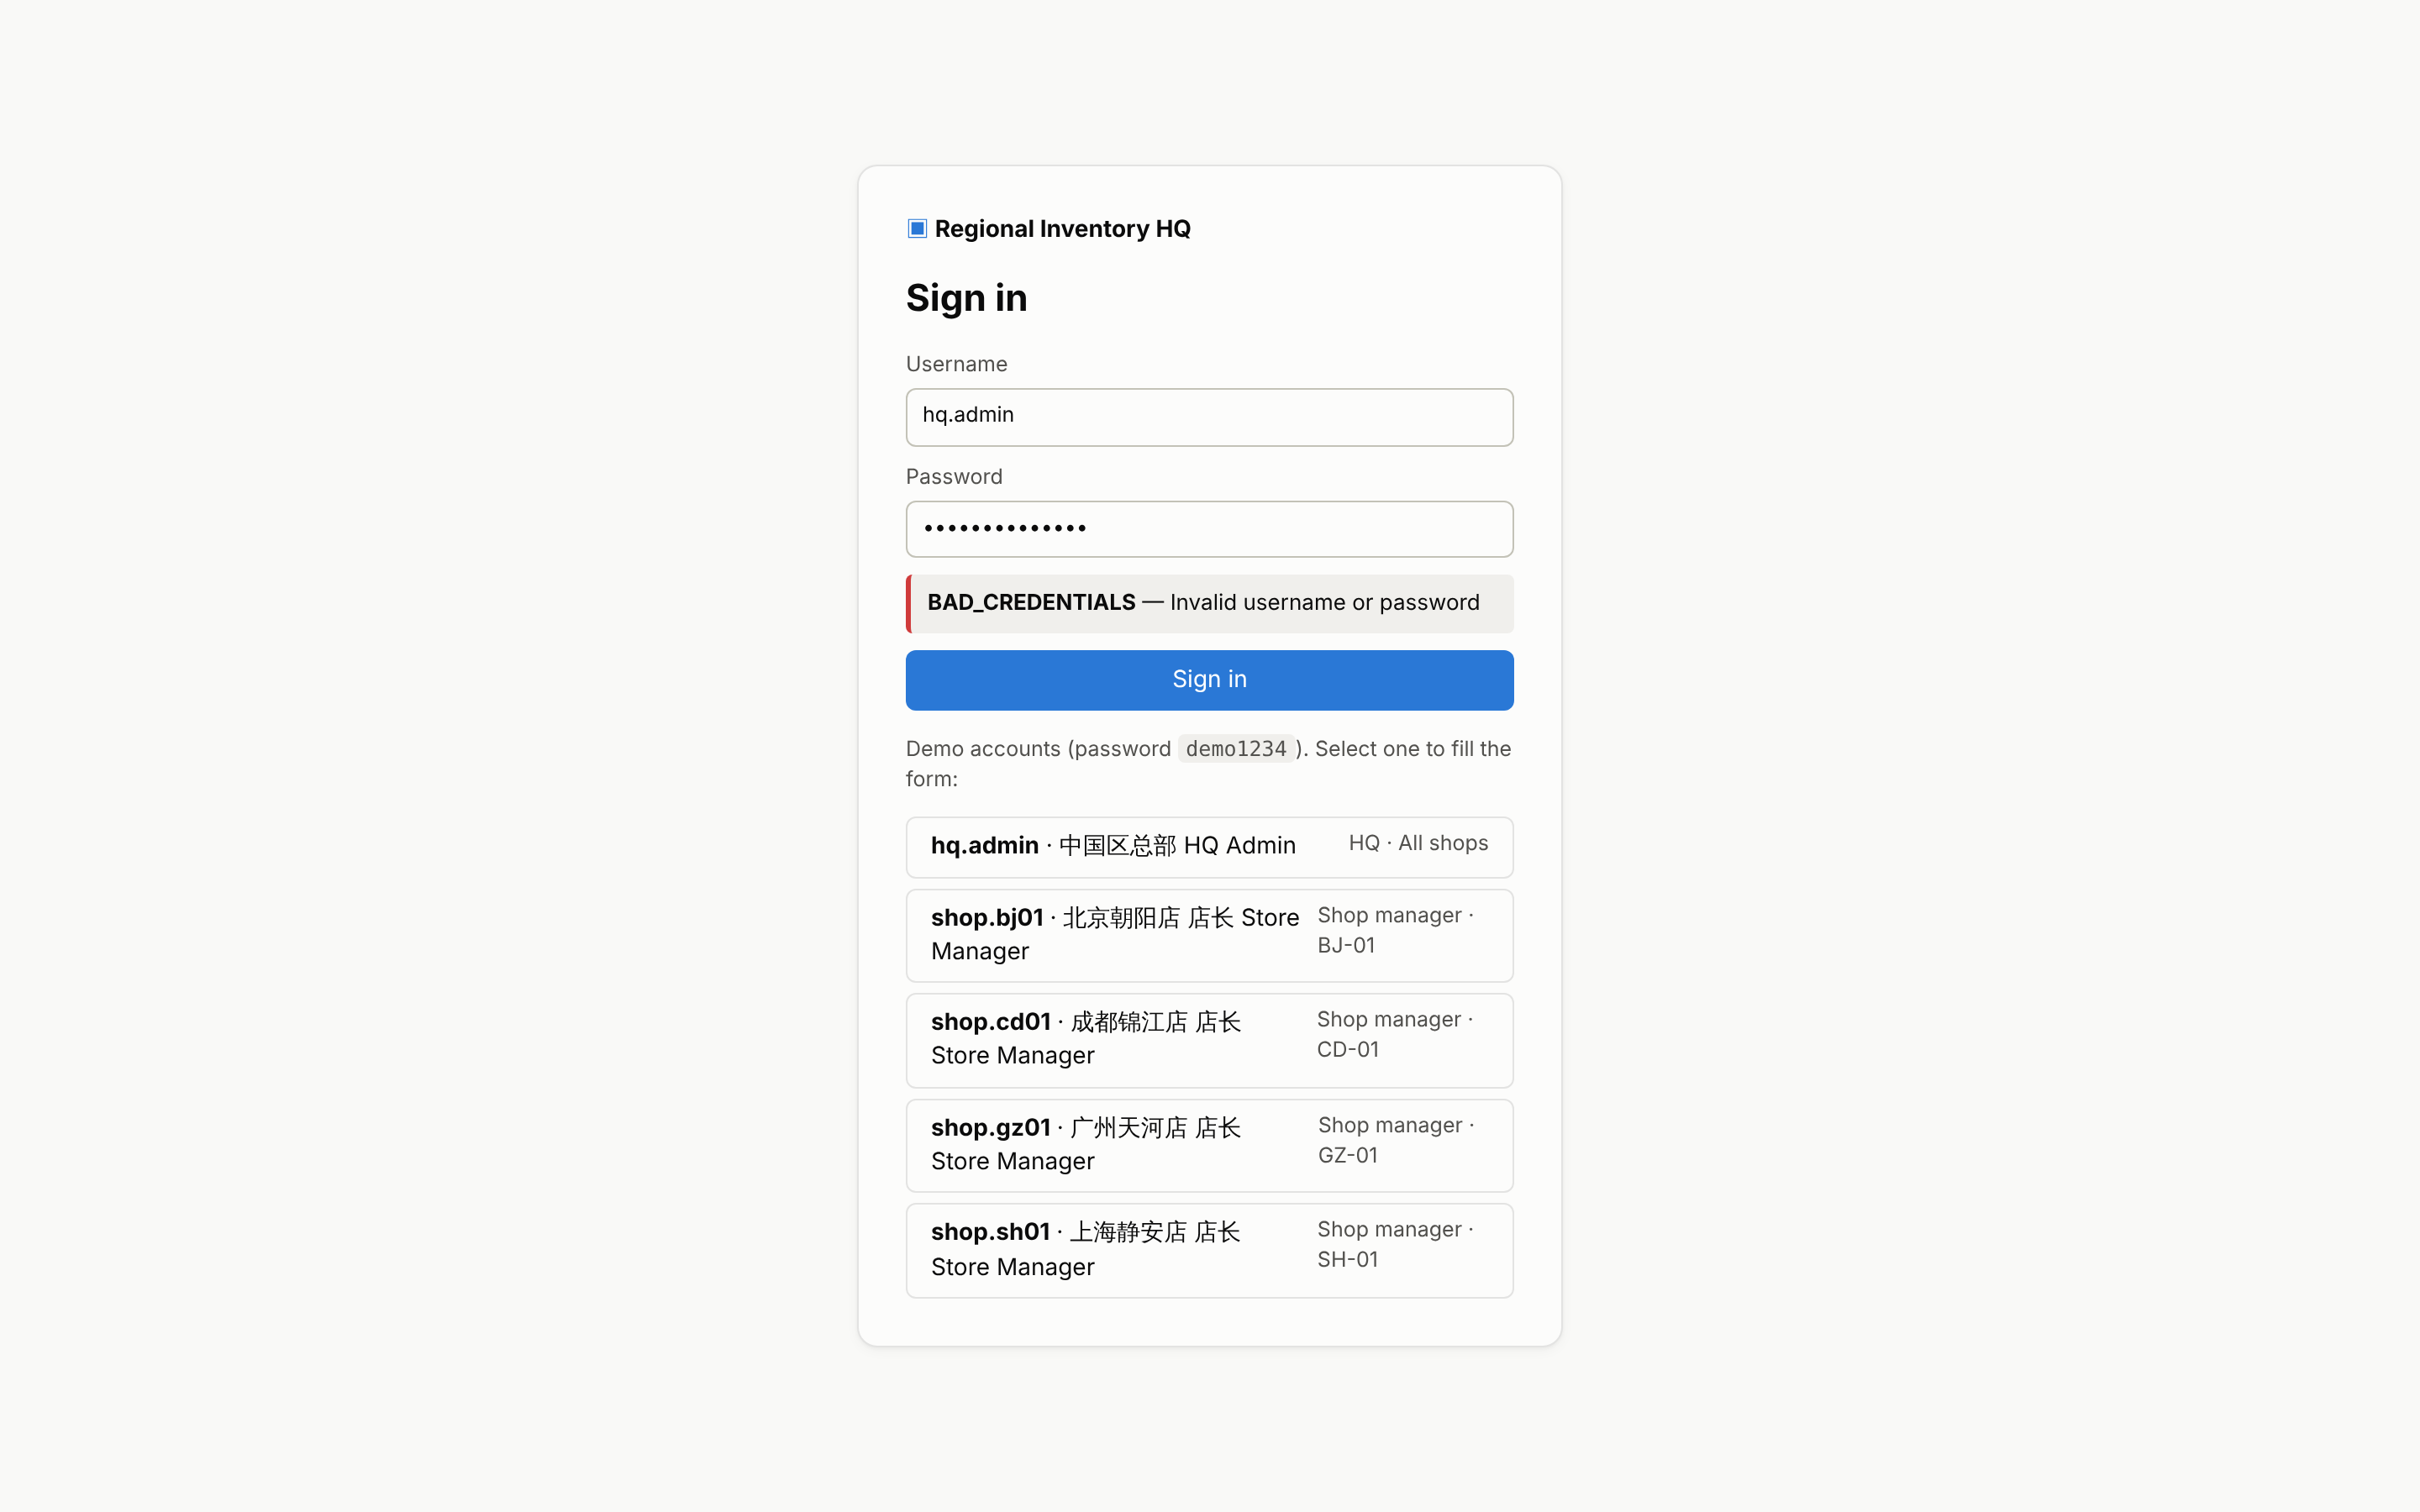 Regional Inventory HQ
Sign in
Username
hq.admin
Password
••••••••••••••
BAD_CREDENTIALS — Invalid username or password
Sign in
Demo accounts (password demo1234). Select one to fill the
form:
hq.admin · 中国区总部 HQ Admin HQ · All shops
shop.bj01 · 北京朝阳店 店长 Store Shop manager ·
Manager BJ-01
shop.cd01 · 成都锦江店 店长 Shop manager ·
Store Manager CD-01
shop.gz01 · 广州天河店 店长 Shop manager ·
Store Manager GZ-01
shop.sh01 · 上海静安店 店长 Shop manager ·
Store Manager SH-01